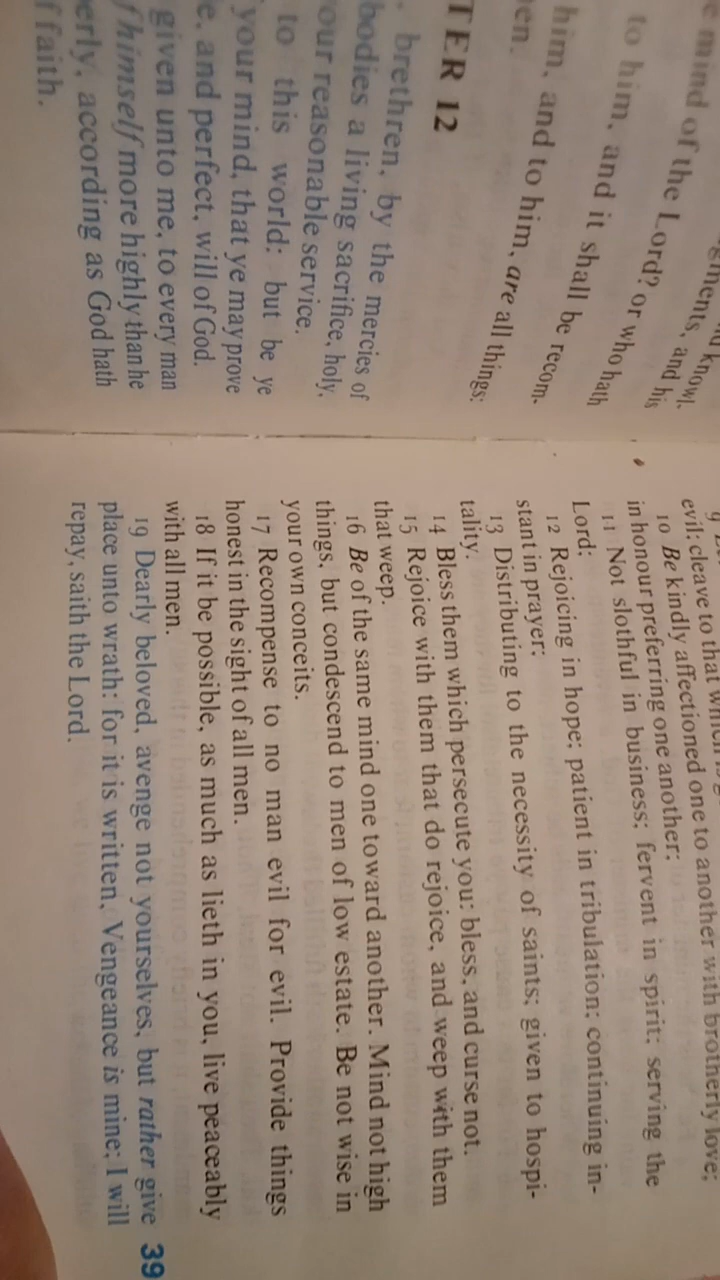 e mind of the Lord? or who hath
to him, and it shall be recom-
him, and to him, are all things:
en.
TER 12
brethren, by the mercies of
bodies a living sacrifice, holy,
our reasonable service.
to this world: but be ye
your mind, that ye may prove
e, and perfect, will of God.
given unto me, to every man
f himself more highly than he
erly, according as God hath
f faith.
evil: cleave to that
10 Be kindly affectioned one to another with brotherly love;
in honour preferring one another;
11 Not slothful in business; fervent in spirit; serving the
Lord;
12 Rejoicing in hope; patient in tribulation; continuing in-
stant in prayer;
13 Distributing to the necessity of saints; given to hospi-
tality.
14 Bless them which persecute you: bless, and curse not.
15 Rejoice with them that do rejoice, and weep with them
that weep.
16 Be of the same mind one toward another. Mind not high
things, but condescend to men of low estate. Be not wise in
your own conceits.
17 Recompense to no man evil for evil. Provide things
honest in the sight of all men.
18 If it be possible, as much as lieth in you, live peaceably
with all men.
19 Dearly beloved, avenge not yourselves, but rather give
place unto wrath: for it is written, Vengeance is mine; I will
repay, saith the Lord.
39